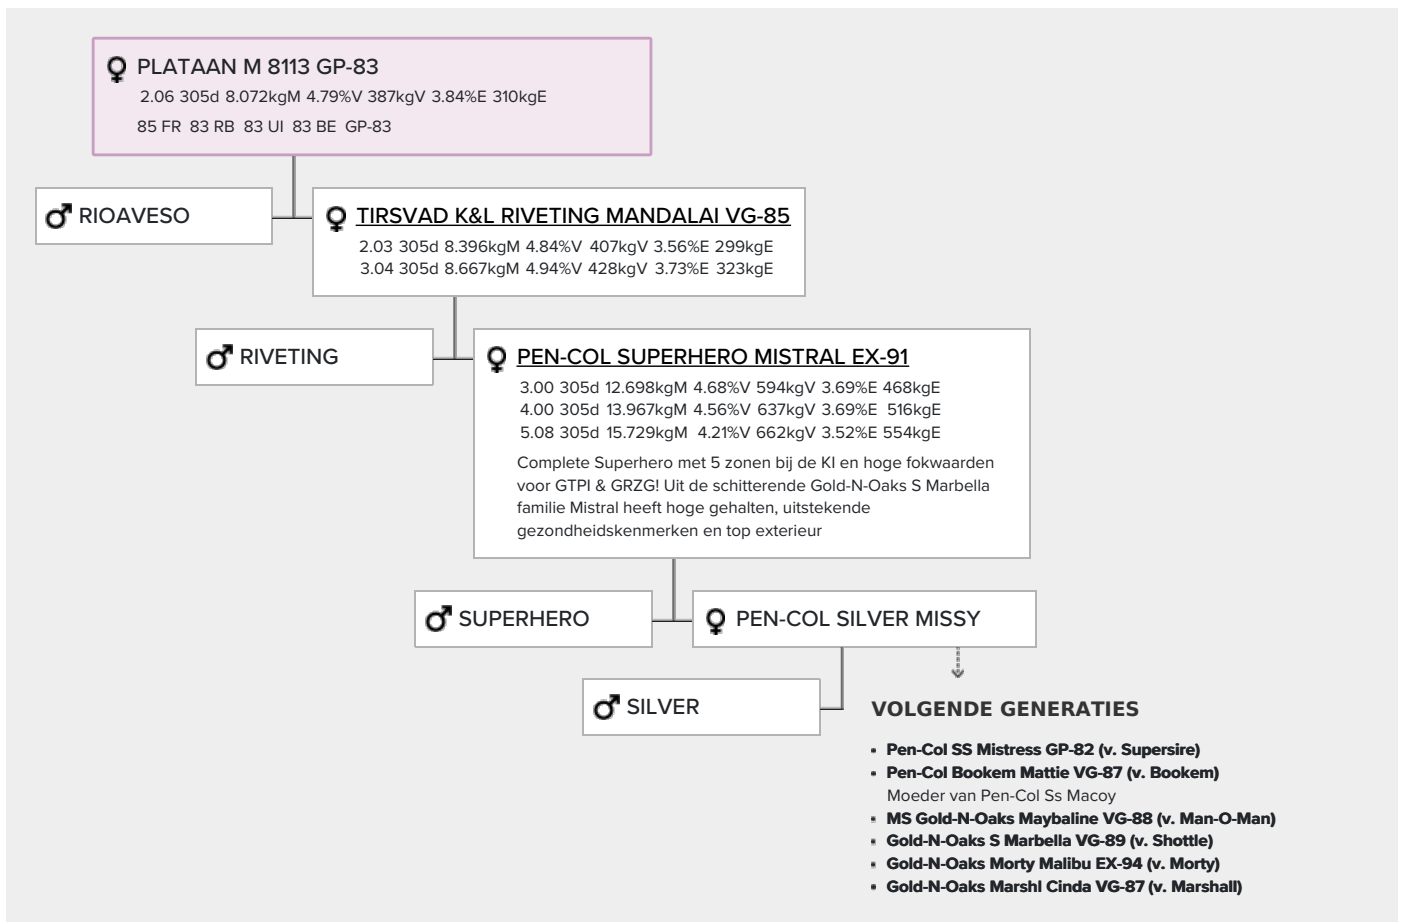 PLATAAN M 8113 GP-83
2.06 305d 8.072kgM 4.79%V 387kgV 3.84%E 310kgE
85 FR 83 RB 83 UI 83 BE GP-83
RIOAVESO
TIRSVAD K&L RIVETING MANDALAI VG-85
2.03 305d 8.396kgM 4.84%V 407kgV 3.56%E 299kgE
3.04 305d 8.667kgM 4.94%V 428kgV 3.73%E 323kgE
RIVETING
PEN-COL SUPERHERO MISTRAL EX-91
3.00 305d 12.698kgM 4.68%V 594kgV 3.69%E 468kgE
4.00 305d 13.967kgM 4.56%V 637kgV 3.69%E 516kgE
5.08 305d 15.729kgM 4.21%V 662kgV 3.52%E 554kgE
Complete Superhero met 5 zonen bij de KI en hoge fokwaarden
voor GTPI & GRZG! Uit de schitterende Gold-N-Oaks S Marbella
familie Mistral heeft hoge gehalten, uitstekende
gezondheidskenmerken en top exterieur
SUPERHERO
PEN-COL SILVER MISSY
SILVER
VOLGENDE GENERATIES
▪ Pen-Col SS Mistress GP-82 (v. Supersire)
▪ Pen-Col Bookem Mattie VG-87 (v. Bookem)
Moeder van Pen-Col Ss Macoy
▪ MS Gold-N-Oaks Maybaline VG-88 (v. Man-O-Man)
▪ Gold-N-Oaks S Marbella VG-89 (v. Shottle)
▪ Gold-N-Oaks Morty Malibu EX-94 (v. Morty)
▪ Gold-N-Oaks Marshl Cinda VG-87 (v. Marshall)